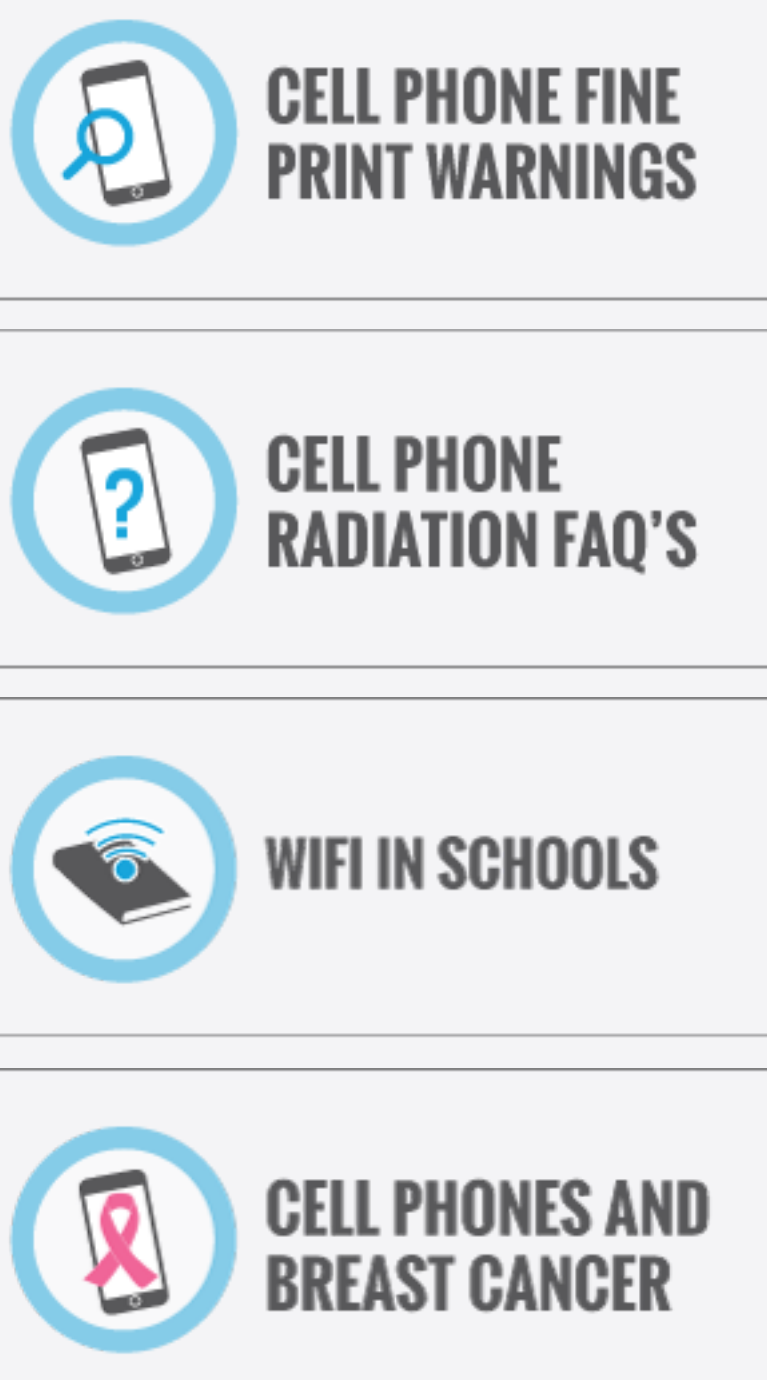 CELL PHONE FINE
PRINT WARNINGS
CELL PHONE
RADIATION FAQ’S
WIFI IN SCHOOLS
CELL PHONES AND
BREAST CANCER